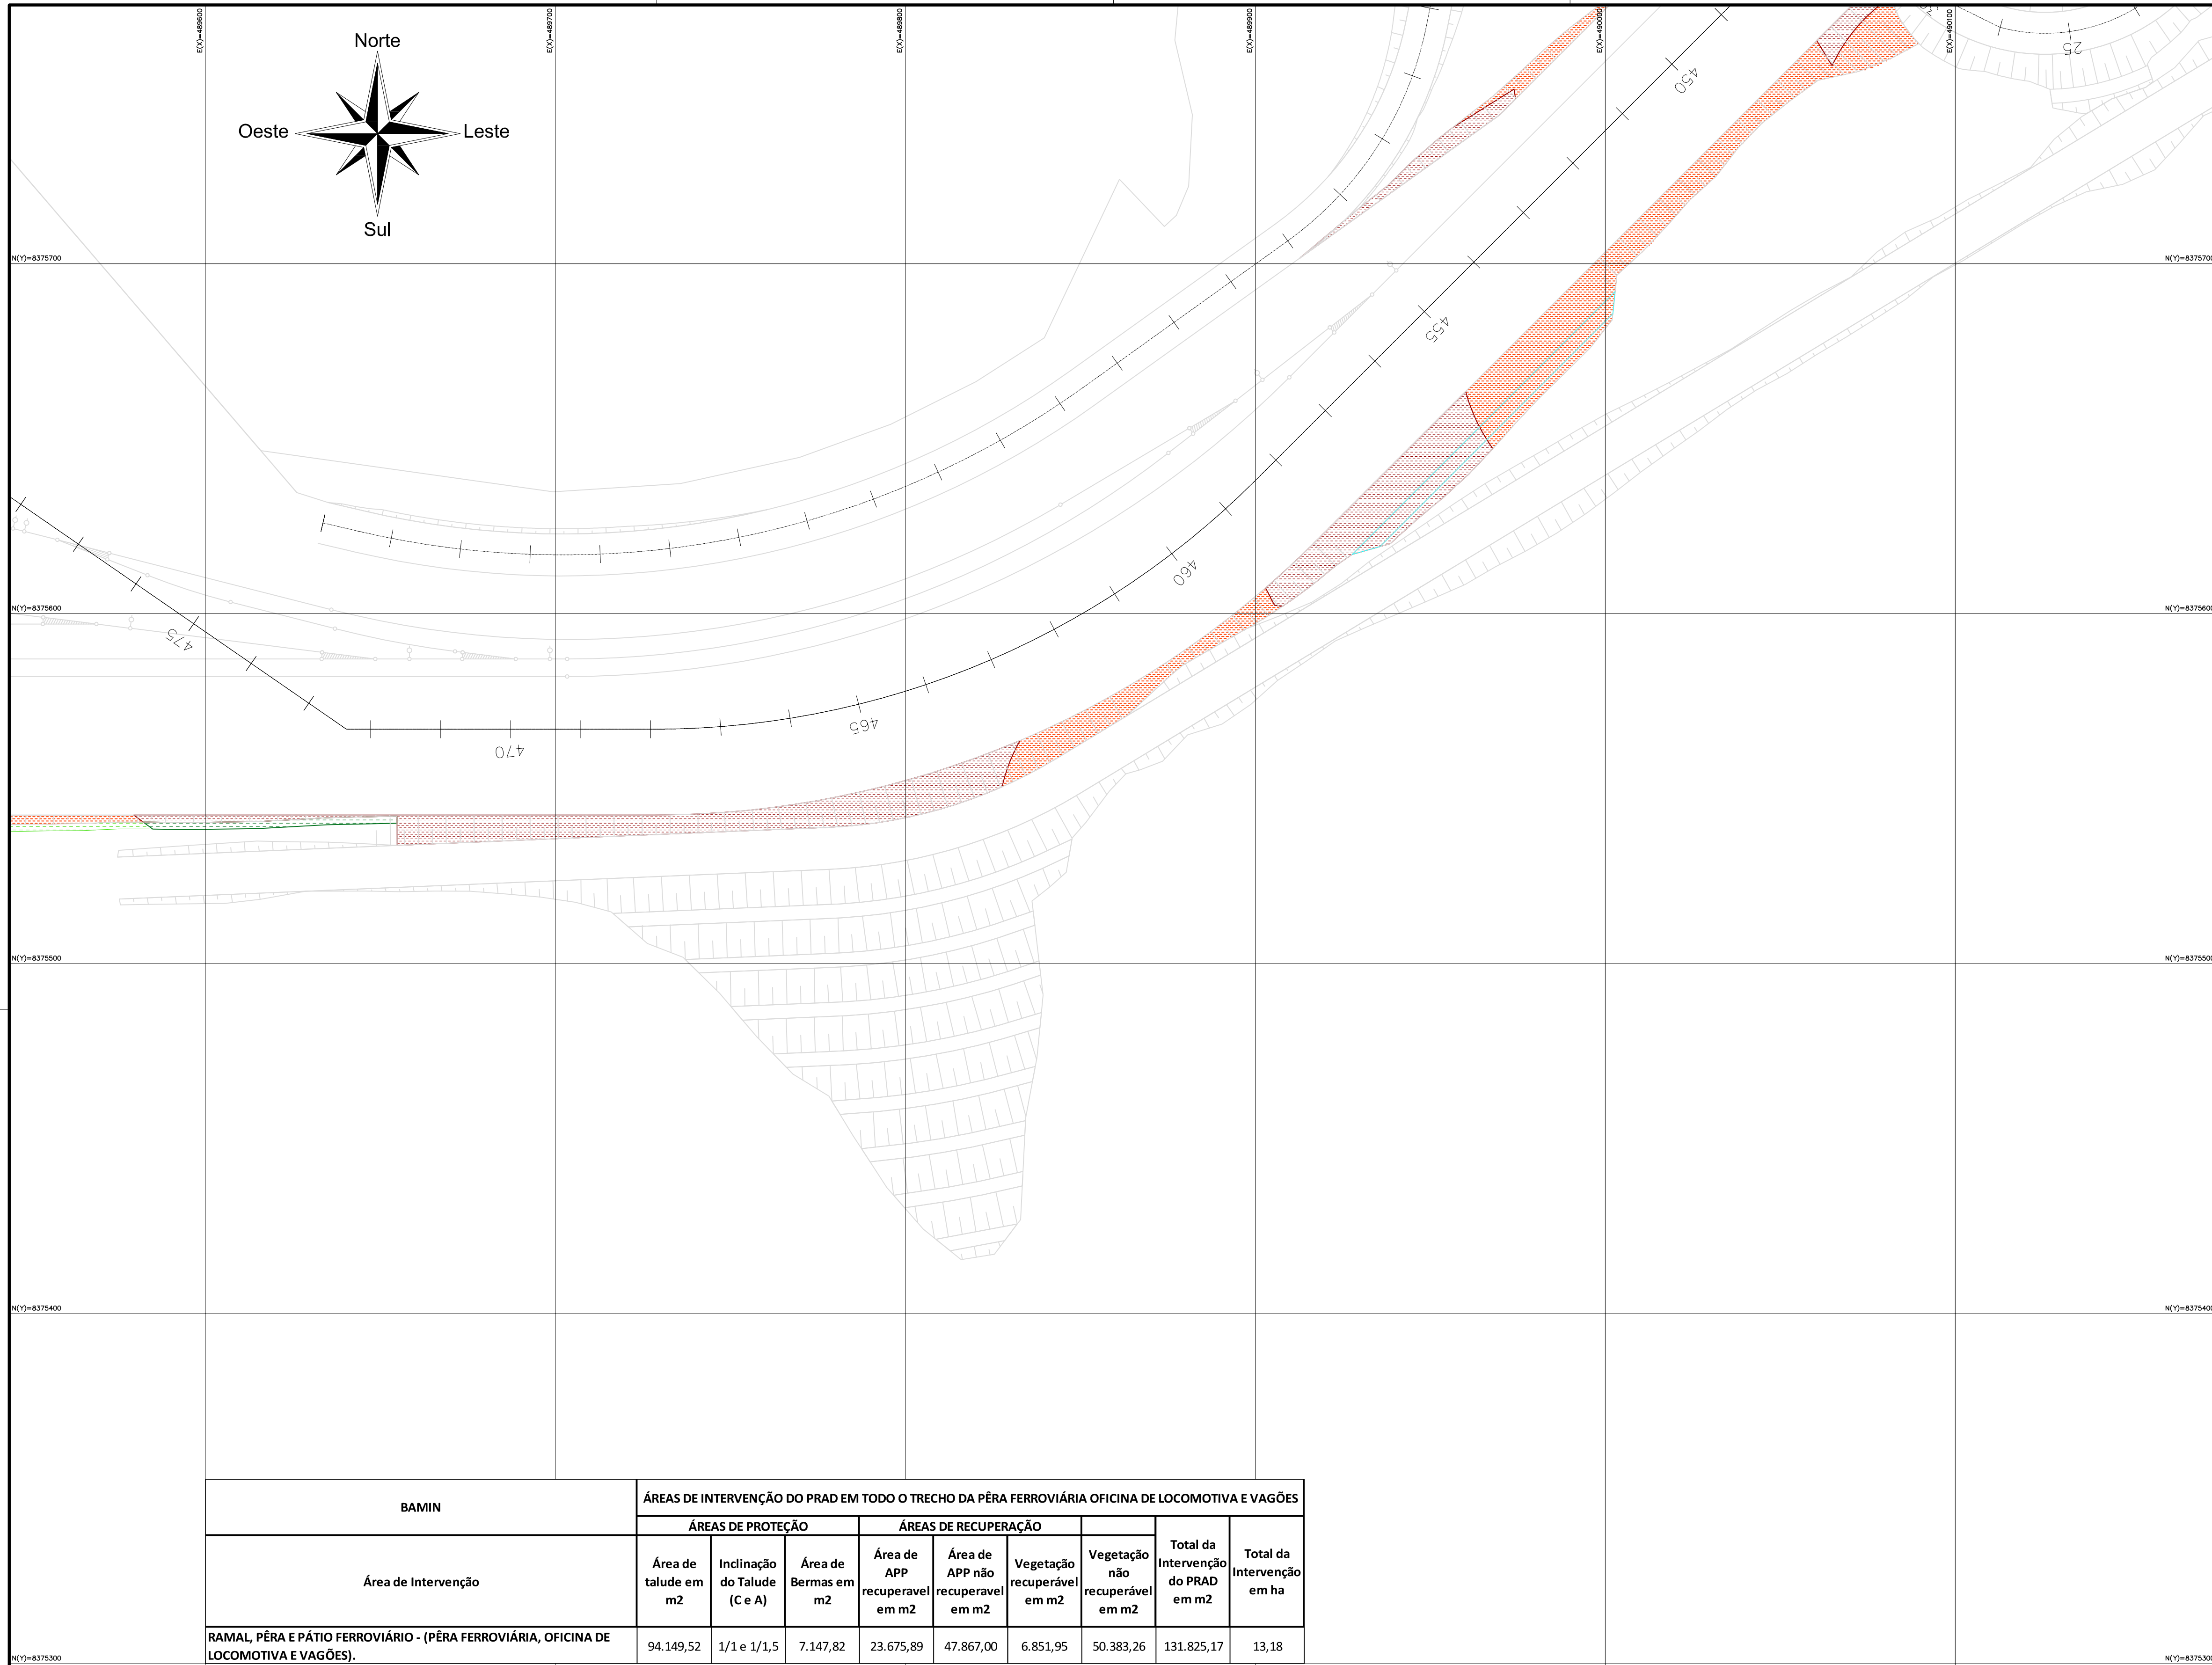 E(X)=489600
E(X)=489700
E(X)=489800
E(X)=489900
E(X)=490000
E(X)=490100
Norte
Oeste
Leste
Sul
25
450
N(Y)=8375700
N(Y)=8375700
455
460
N(Y)=8375600
N(Y)=8375600
475
465
470
N(Y)=8375500
N(Y)=8375500
N(Y)=8375400
N(Y)=8375400
BAMIN
ÁREAS DE INTERVENÇÃO DO PRAD EM TODO O TRECHO DA PÊRA FERROVIÁRIA OFICINA DE LOCOMOTIVA E VAGÕES
ÁREAS DE PROTEÇÃO
ÁREAS DE RECUPERAÇÃO
Área de Intervenção
Área de
talude em
m2
Inclinação
do Talude
(C e A)
Área de
Bermas em
m2
Área de
APP
recuperavel
em m2
Área de
APP não
recuperavel
em m2
Vegetação
recuperável
em m2
Vegetação
não
recuperável
em m2
Total da
Intervenção
do PRAD
em m2
Total da
Intervenção
em ha
RAMAL, PÊRA E PÁTIO FERROVIÁRIO - (PÊRA FERROVIÁRIA, OFICINA DE
LOCOMOTIVA E VAGÕES).
94.149,52
1/1 e 1/1,5
7.147,82
23.675,89
47.867,00
6.851,95
50.383,26
131.825,17
13,18
N(Y)=8375300
N(Y)=8375300